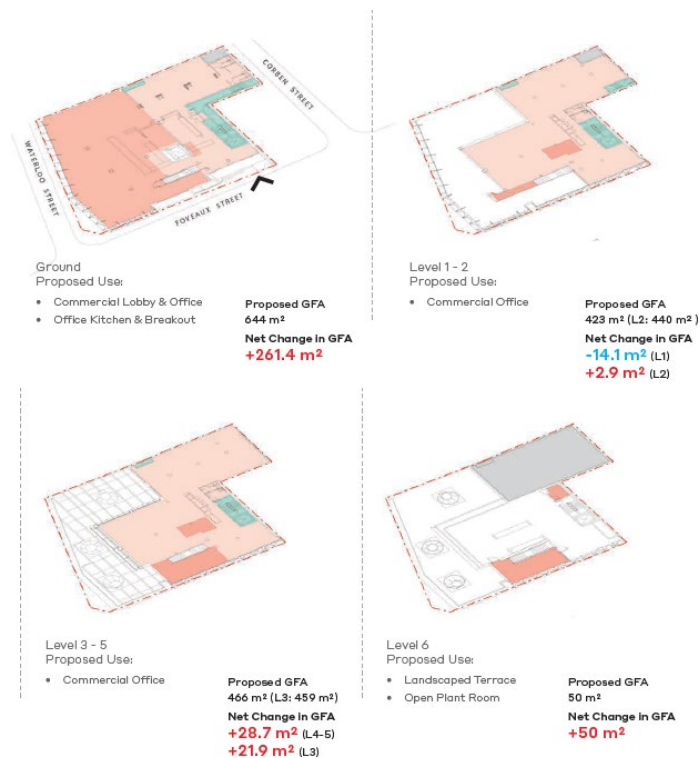 CORBEN STREET
WATERLOO STREET
FOVEAUX STREET
Ground
Proposed Use:
• Commercial Lobby & Office
• Office Kitchen & Breakout
Proposed GFA
644 m²
Net Change in GFA
+261.4 m²
Level 1 - 2
Proposed Use:
• Commercial Office
Proposed GFA
423 m² (L2: 440 m² )
Net Change in GFA
-14.1 m² (L1)
+2.9 m² (L2)
Level 3 - 5
Proposed Use:
• Commercial Office
Proposed GFA
466 m² (L3: 459 m²)
Net Change in GFA
+28.7 m² (L4-5)
+21.9 m² (L3)
Level 6
Proposed Use:
• Landscaped Terrace
• Open Plant Room
Proposed GFA
50 m²
Net Change in GFA
+50 m²